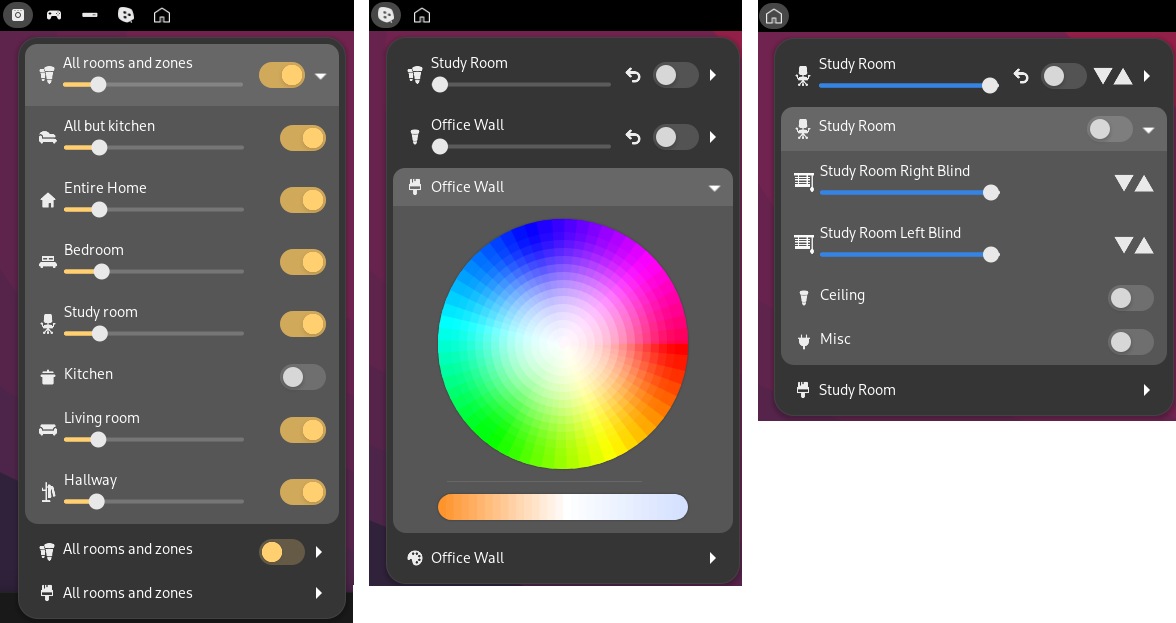 All rooms and zones
All but kitchen
Entire Home
Bedroom
Study room
Kitchen
Living room
Hallway
All rooms and zones
All rooms and zones
Study Room
Office Wall
Office Wall
Office Wall
Study Room
Study Room
Study Room Right Blind
Study Room Left Blind
Ceiling
Misc
Study Room